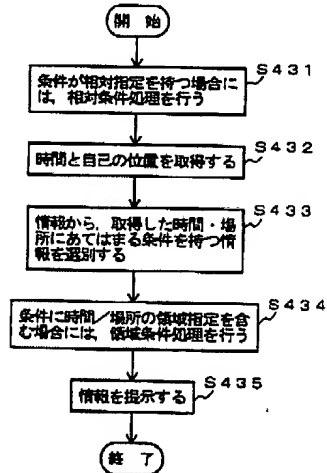 開 始
条件が相対指定を持つ場合に
は、相対条件処理を行う
S431
時間と自己の位置を取得する
S432
情報から、取得した時間・場
所にあてはまる条件を持つ情
報を選別する
S433
条件に時間/場所の領域指定を含
む場合には、領域条件処理を行う
S434
情報を提示する
S435
終 了